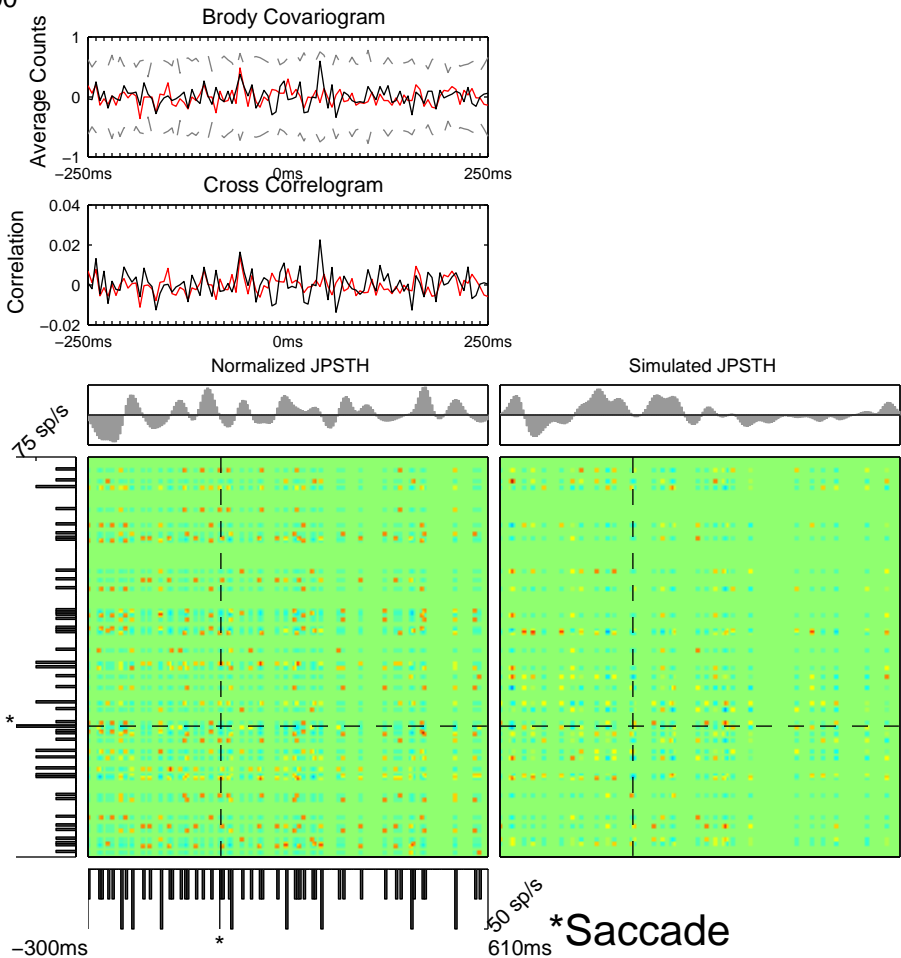 Brody Covariogram
Average Counts
1
0
−1
−250ms
0ms
250ms
Cross Correlogram
Correlation
0.04
0.02
0
−0.02
−250ms
0ms
250ms
Normalized JPSTH
Simulated JPSTH
75 sp/s
*
50 sp/s
*
−300ms
610ms
*Saccade